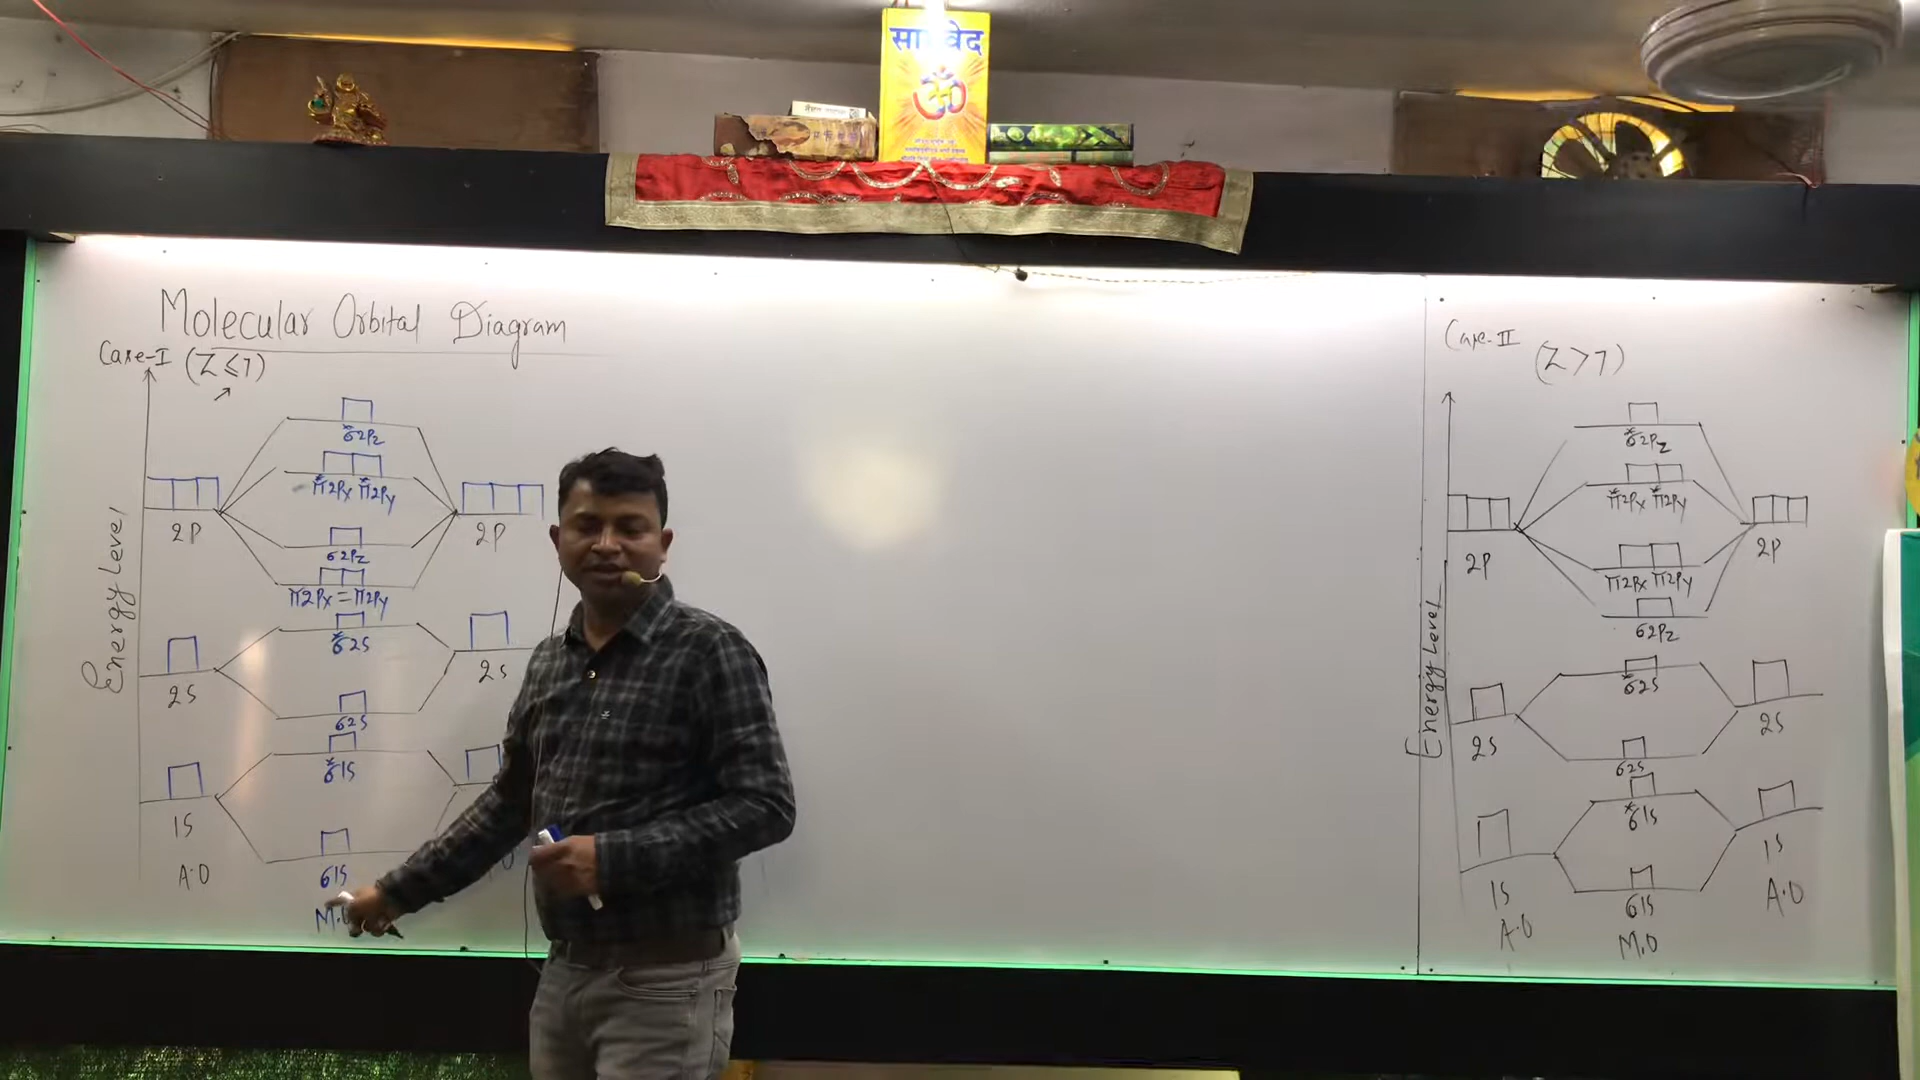 सामवेद
Molecular Orbital Diagram
Case-I (Z≤7)
σ*2Pz
π*2Px π*2Py
2P
2P
σ2Pz
π2Px=π2Py
σ*2S
2S
2S
σ2S
σ*1S
1S
σ1S
A.O
M.O
Energy Level
Case-II
(Z>7)
σ*2Pz
π*2Px π*2Py
2P
2P
π2Px π2Py
σ2Pz
σ*2S
2S
2S
σ2S
σ*1S
1S
1S
σ1S
A.O
M.O
A.O
Energy Level